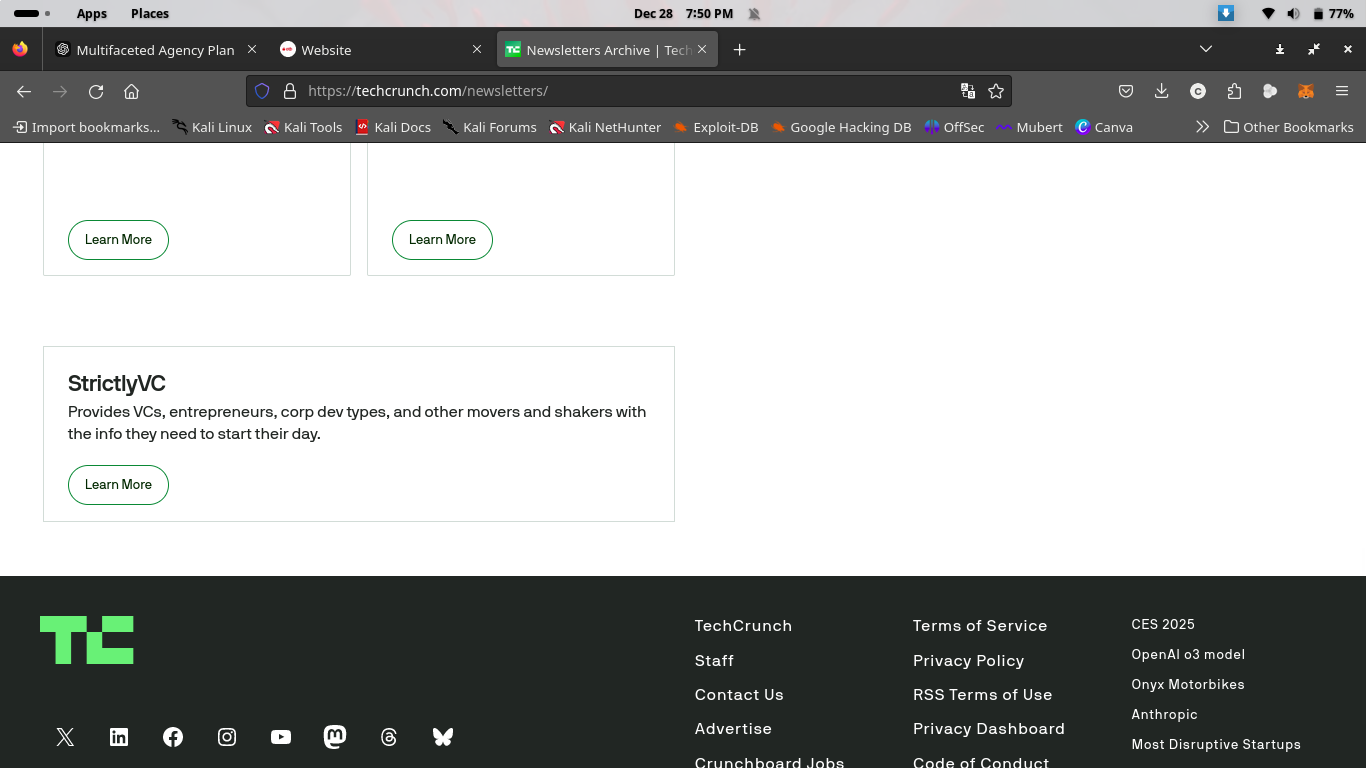 Apps Places Dec 28 7:50 PM 77%
Multifaceted Agency Plan Website Newsletters Archive | Tech
https://techcrunch.com/newsletters/
Import bookmarks... Kali Linux Kali Tools Kali Docs Kali Forums Kali NetHunter Exploit-DB Google Hacking DB OffSec Mubert Canva Other Bookmarks
Learn More Learn More
StrictlyVC
Provides VCs, entrepreneurs, corp dev types, and other movers and shakers with
the info they need to start their day.
Learn More
TC
TechCrunch
Staff
Contact Us
Advertise
Crunchboard Jobs
Terms of Service
Privacy Policy
RSS Terms of Use
Privacy Dashboard
Code of Conduct
CES 2025
OpenAI o3 model
Onyx Motorbikes
Anthropic
Most Disruptive Startups